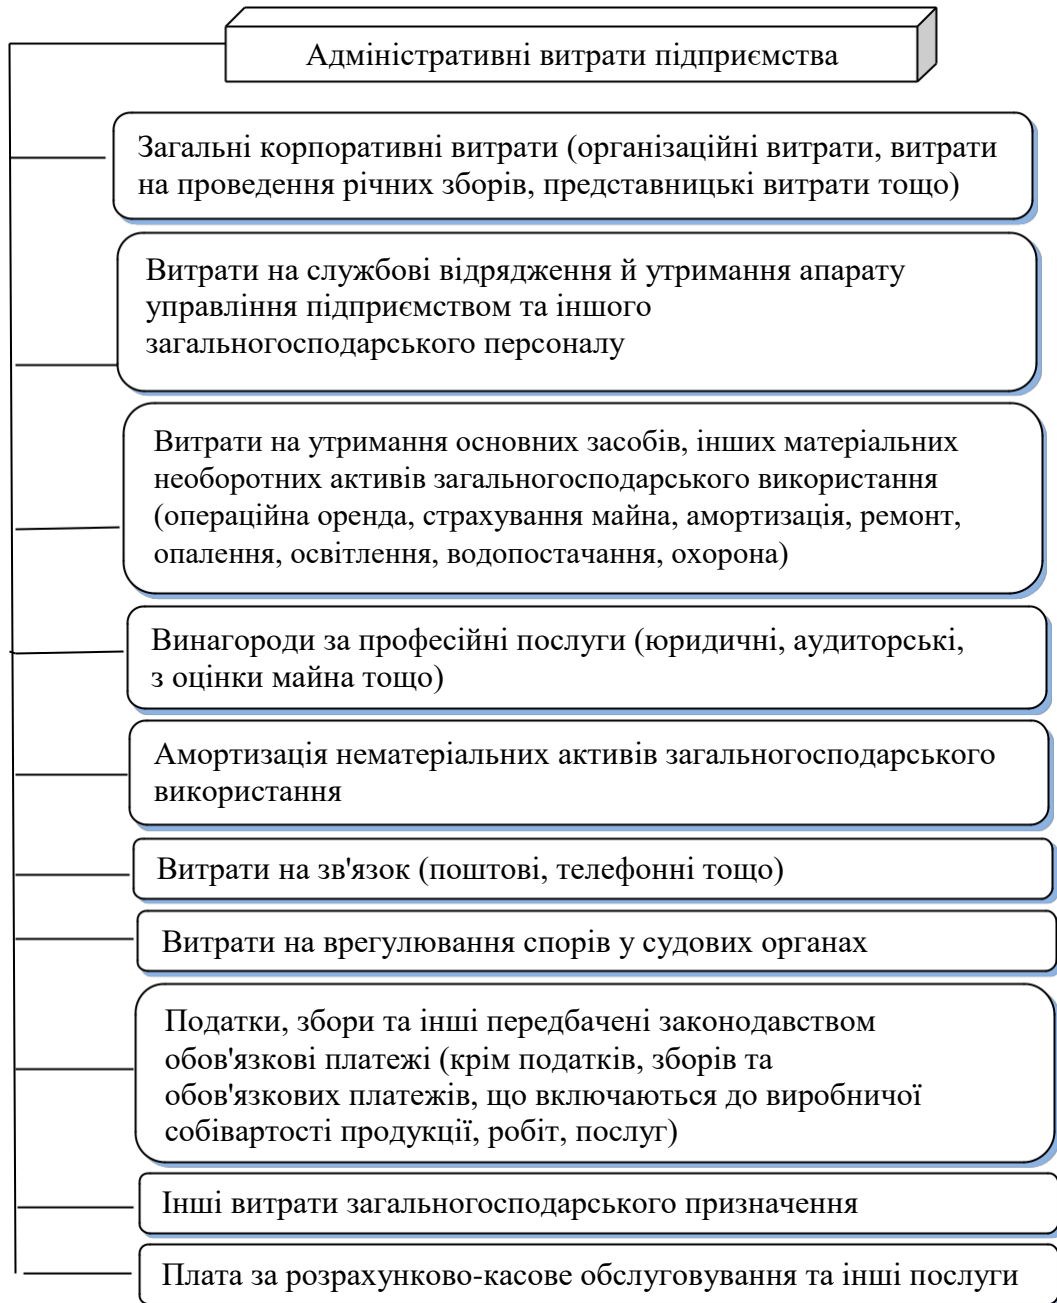 Адміністративні витрати підприємства
Загальні корпоративні витрати (організаційні витрати, витрати
на проведення річних зборів, представницькі витрати тощо)
Витрати на службові відрядження й утримання апарату
управління підприємством та іншого
загальногосподарського персоналу
Витрати на утримання основних засобів, інших матеріальних
необоротних активів загальногосподарського використання
(операційна оренда, страхування майна, амортизація, ремонт,
опалення, освітлення, водопостачання, охорона)
Винагороди за професійні послуги (юридичні, аудиторські,
з оцінки майна тощо)
Амортизація нематеріальних активів загальногосподарського
використання
Витрати на зв'язок (поштові, телефонні тощо)
Витрати на врегулювання спорів у судових органах
Податки, збори та інші передбачені законодавством
обов'язкові платежі (крім податків, зборів та
обов'язкових платежів, що включаються до виробничої
собівартості продукції, робіт, послуг)
Інші витрати загальногосподарського призначення
Плата за розрахунково-касове обслуговування та інші послуги